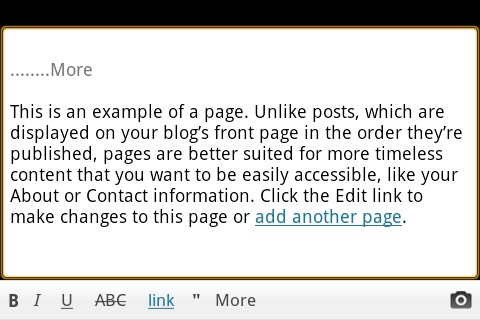 ........More
This is an example of a page. Unlike posts, which are
displayed on your blog’s front page in the order they’re
published, pages are better suited for more timeless
content that you want to be easily accessible, like your
About or Contact information. Click the Edit link to
make changes to this page or add another page.
B I U ABC link " More